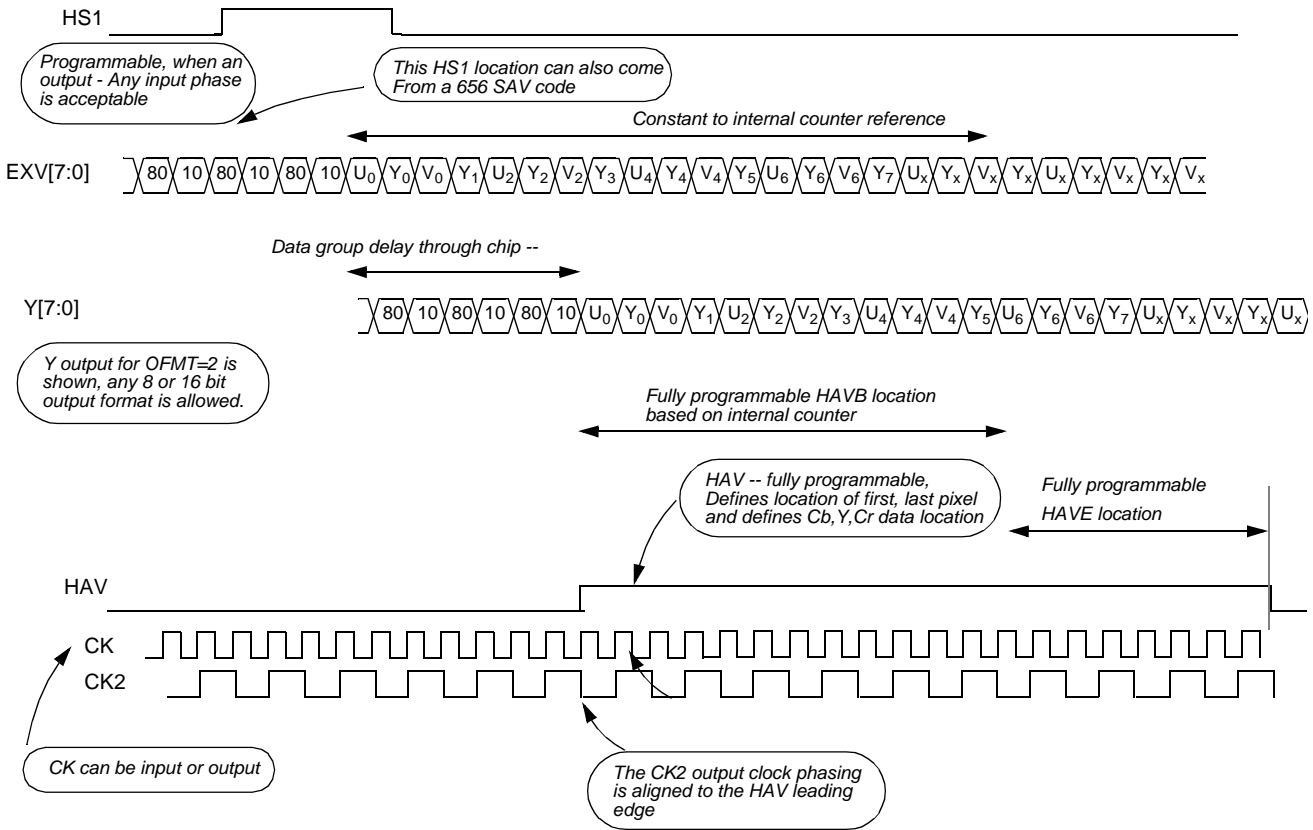 HS1
Programmable, when an
output - Any input phase
is acceptable
This HS1 location can also come
From a 656 SAV code
Constant to internal counter reference
EXV[7:0]
80 10 80 10 80 10 U0 Y0 V0 Y1 U2 Y2 V2 Y3 U4 Y4 V4 Y5 U6 Y6 V6 Y7 Ux Yx Vx Yx Ux Yx Vx Yx Vx
Data group delay through chip --
Y[7:0]
80 10 80 10 80 10 U0 Y0 V0 Y1 U2 Y2 V2 Y3 U4 Y4 V4 Y5 U6 Y6 V6 Y7 Ux Yx Vx Yx Ux
Y output for OFMT=2 is
shown, any 8 or 16 bit
output format is allowed.
Fully programmable HAVB location
based on internal counter
HAV -- fully programmable,
Defines location of first, last pixel
and defines Cb,Y,Cr data location
Fully programmable
HAVE location
HAV
CK
CK2
CK can be input or output
The CK2 output clock phasing
is aligned to the HAV leading
edge